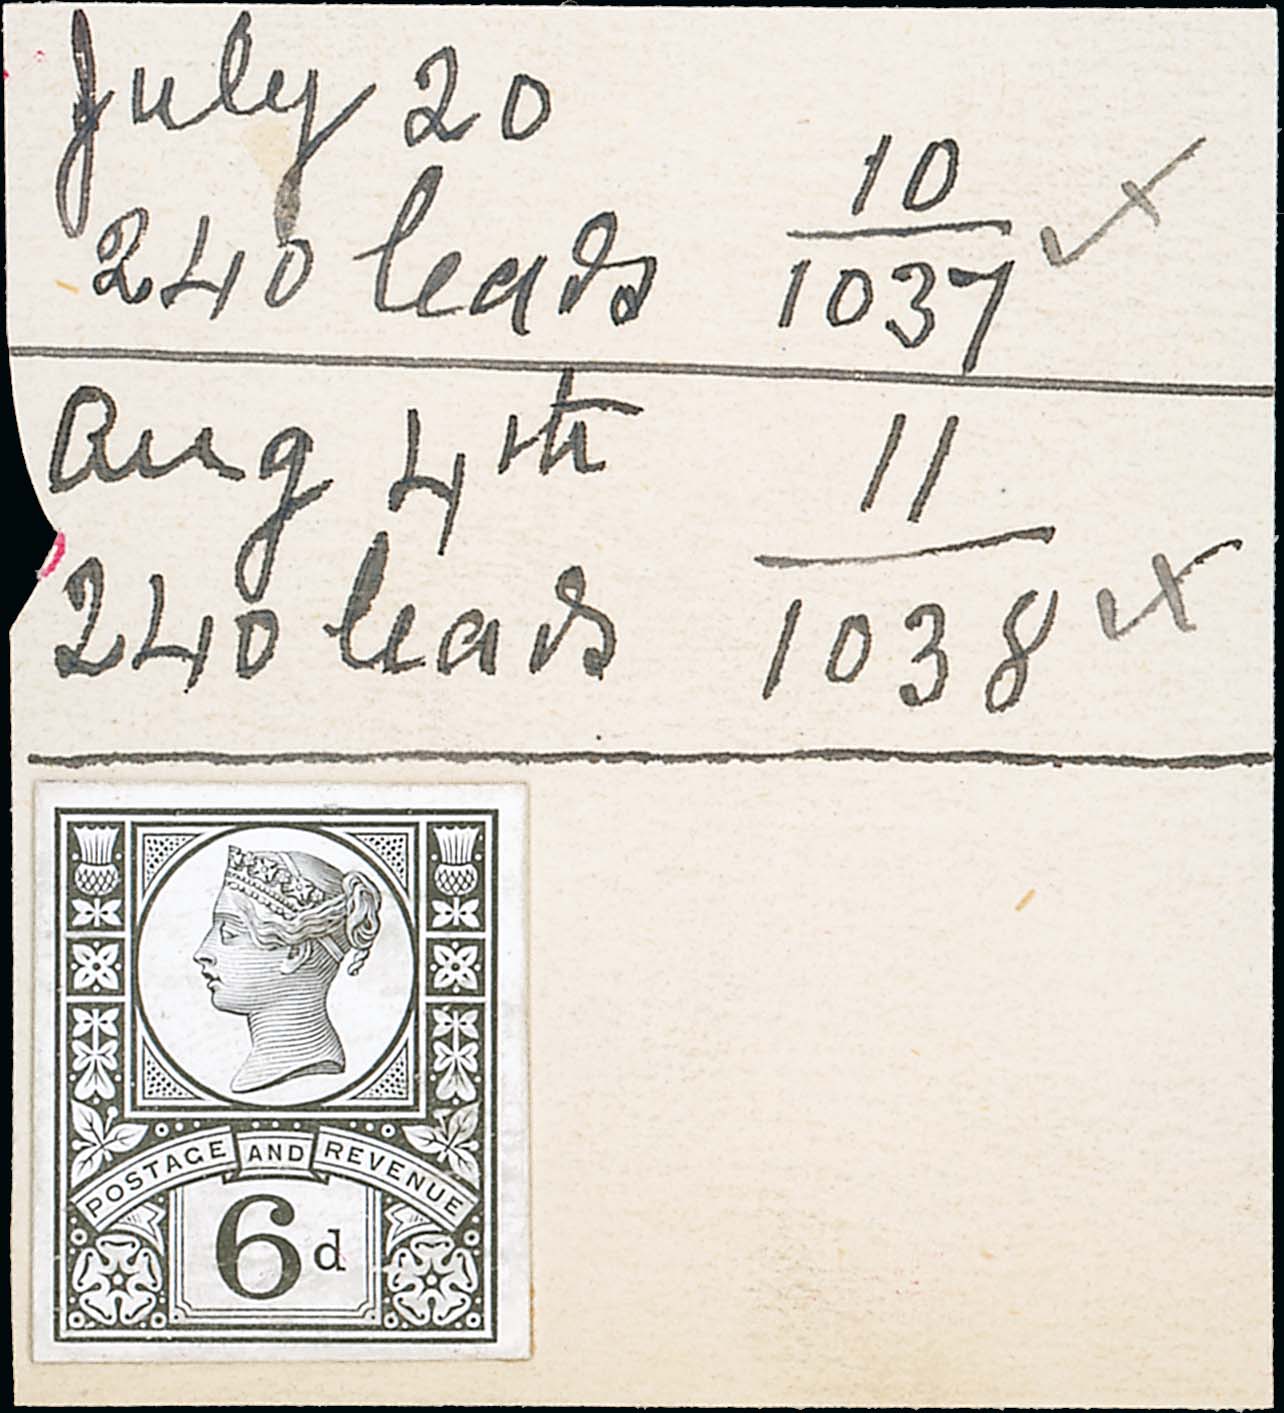 July 20
240 leads 10/1037 ✓
Aug 4th
240 leads 11/1038 ✓
POSTAGE AND REVENUE
6d